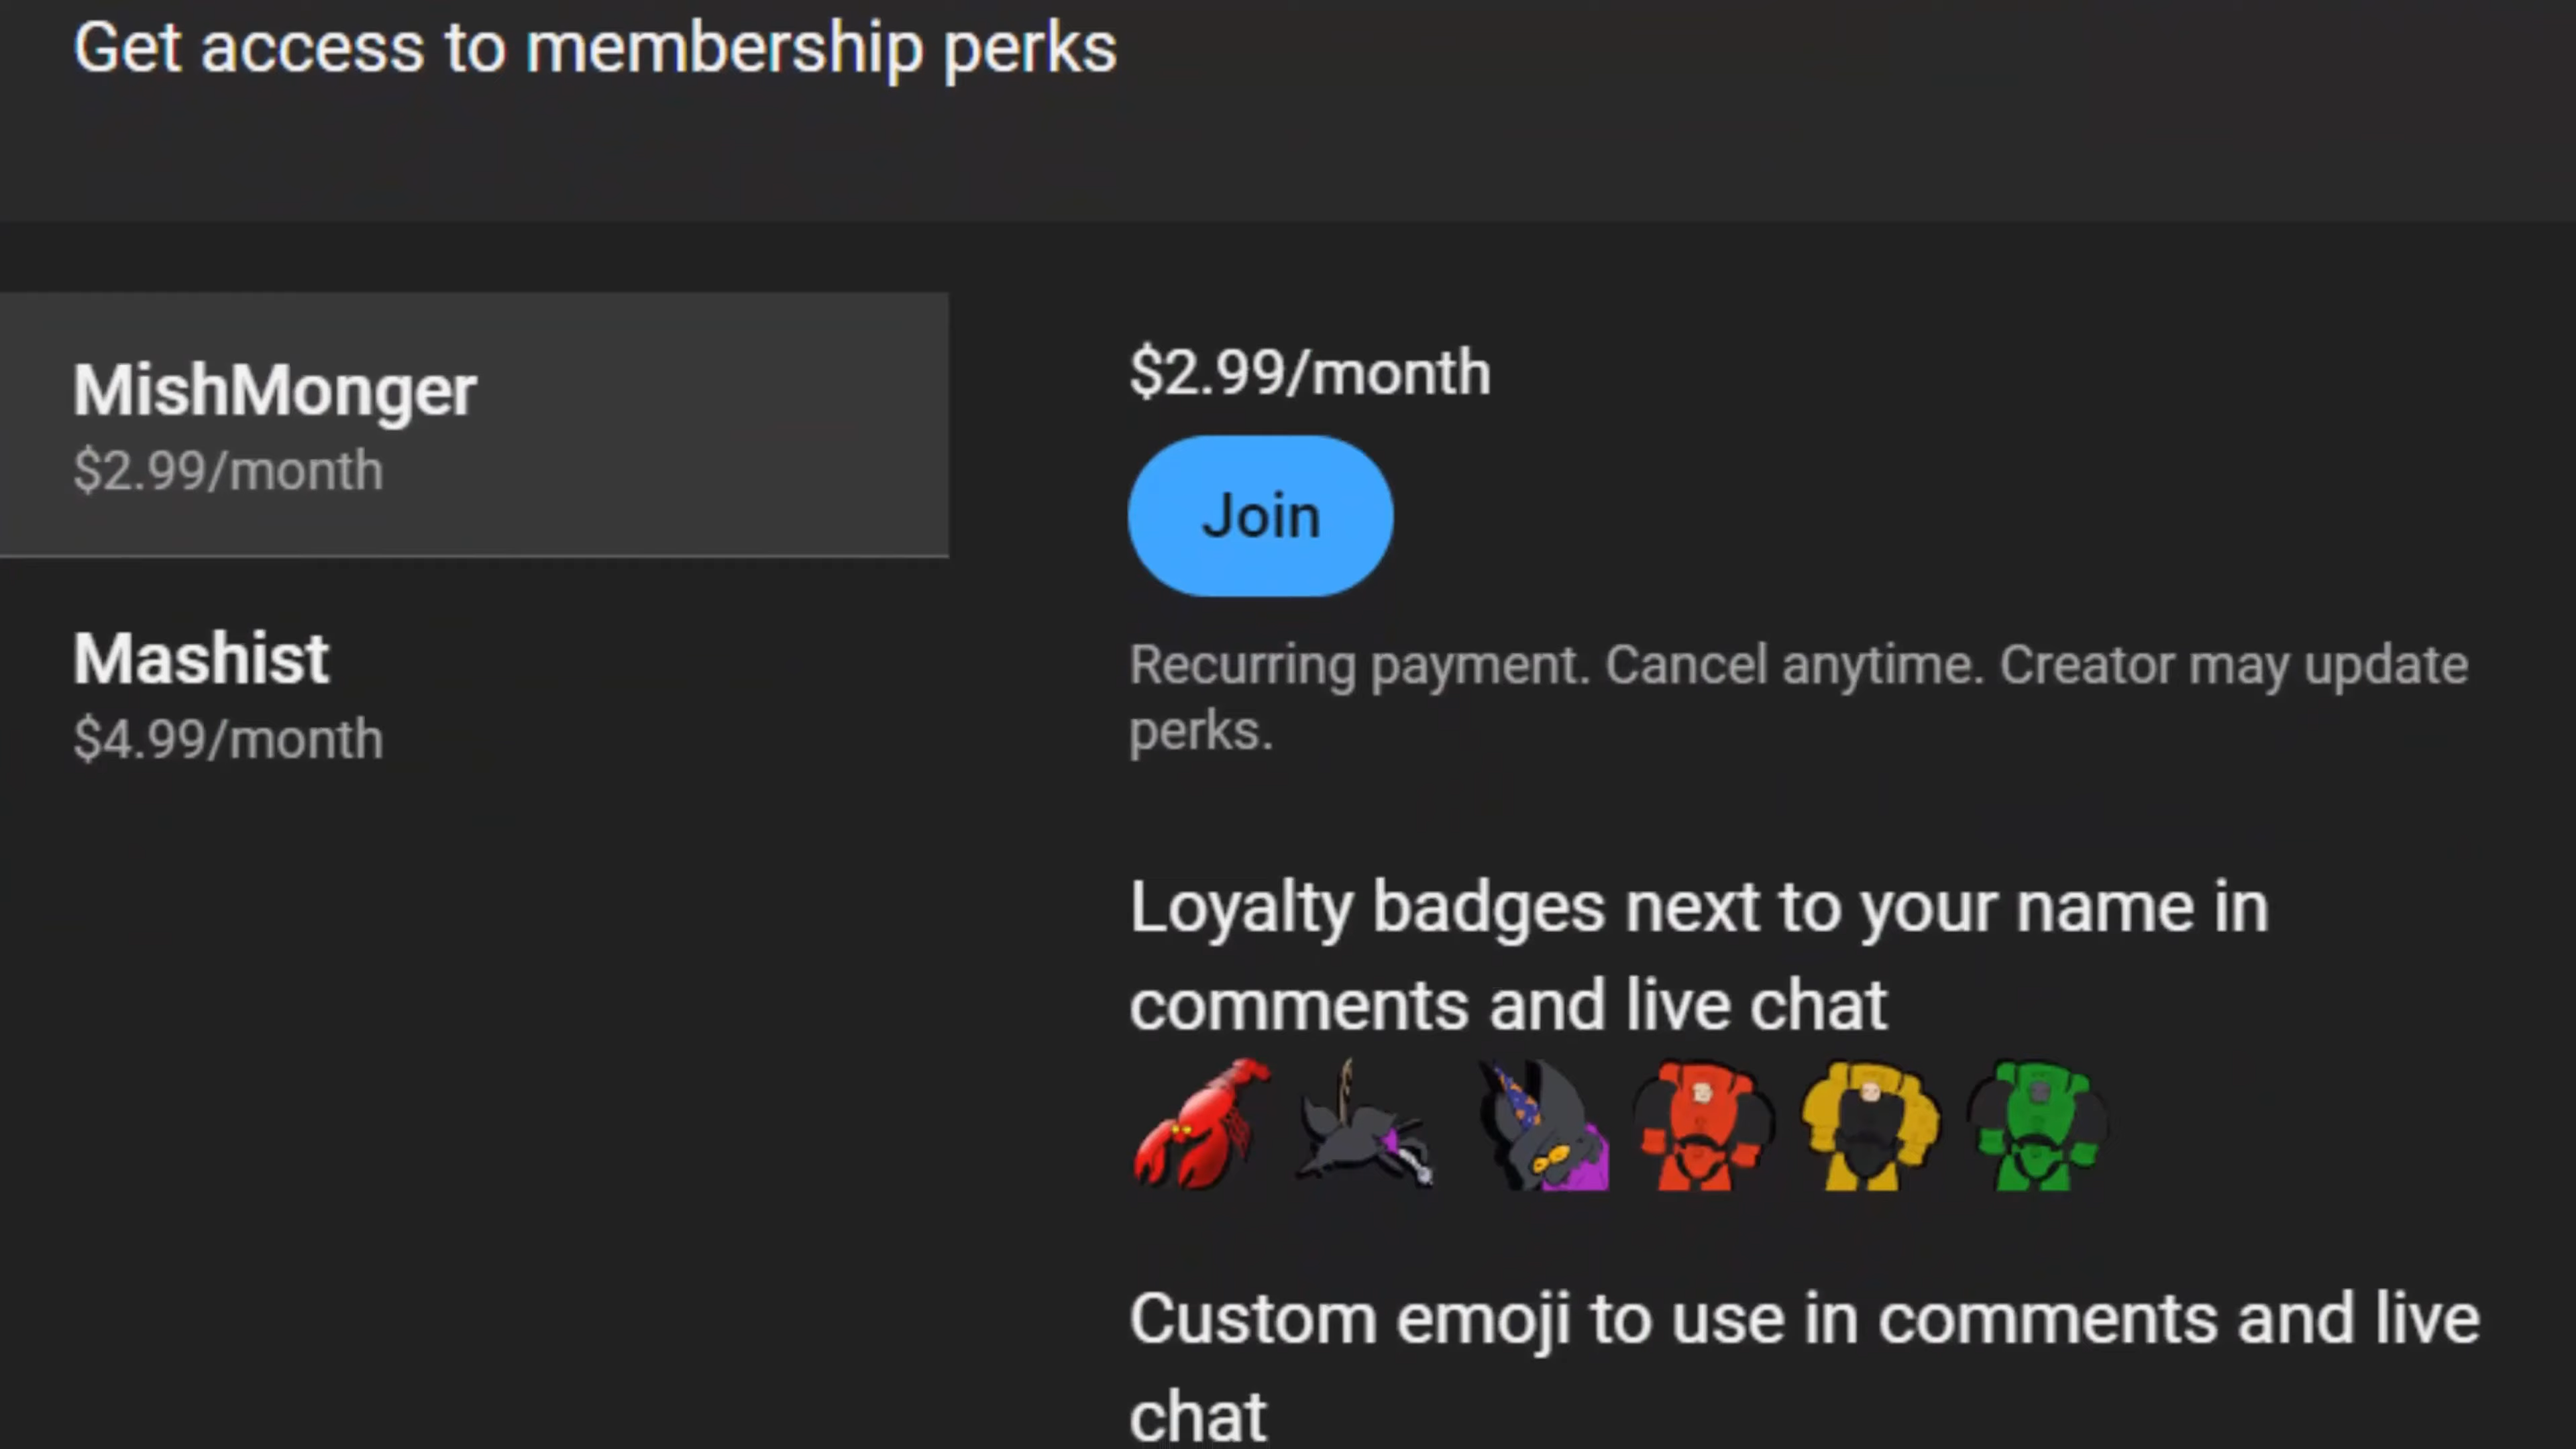 Get access to membership perks
MishMonger
$2.99/month
Mashist
$4.99/month
$2.99/month
Join
Recurring payment. Cancel anytime. Creator may update
perks.
Loyalty badges next to your name in
comments and live chat
Custom emoji to use in comments and live
chat